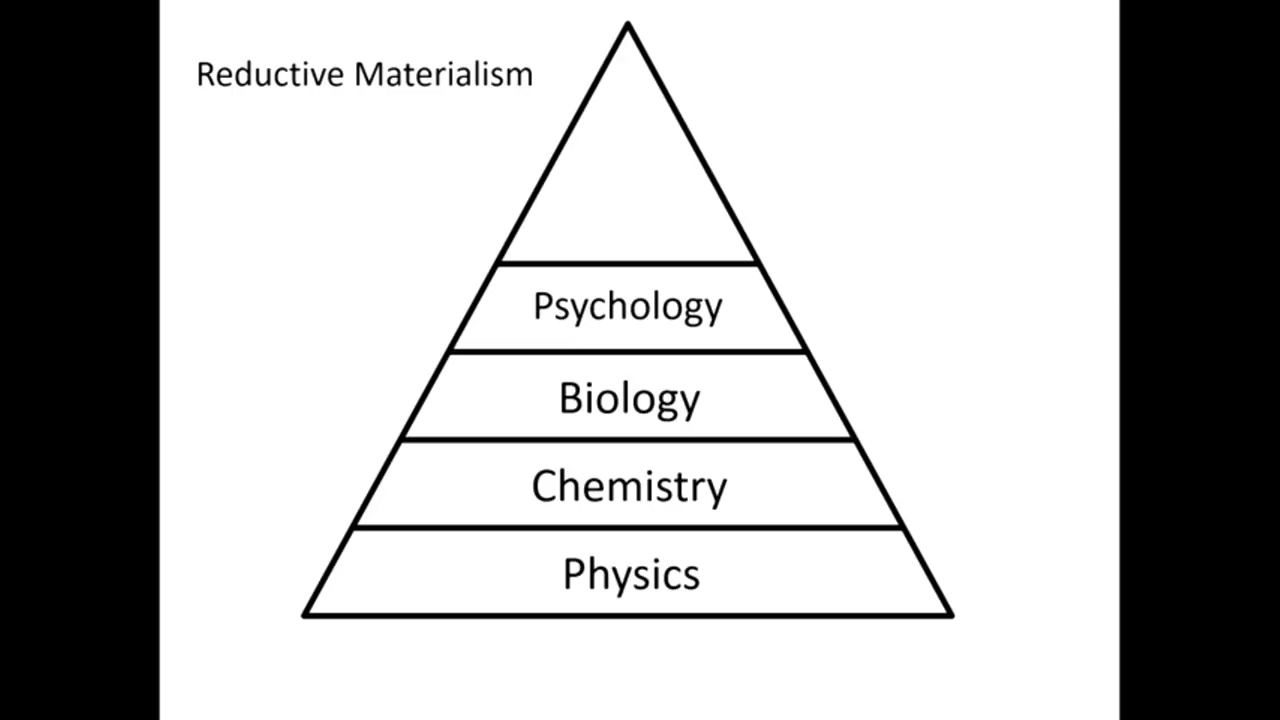 Reductive Materialism
Psychology
Biology
Chemistry
Physics